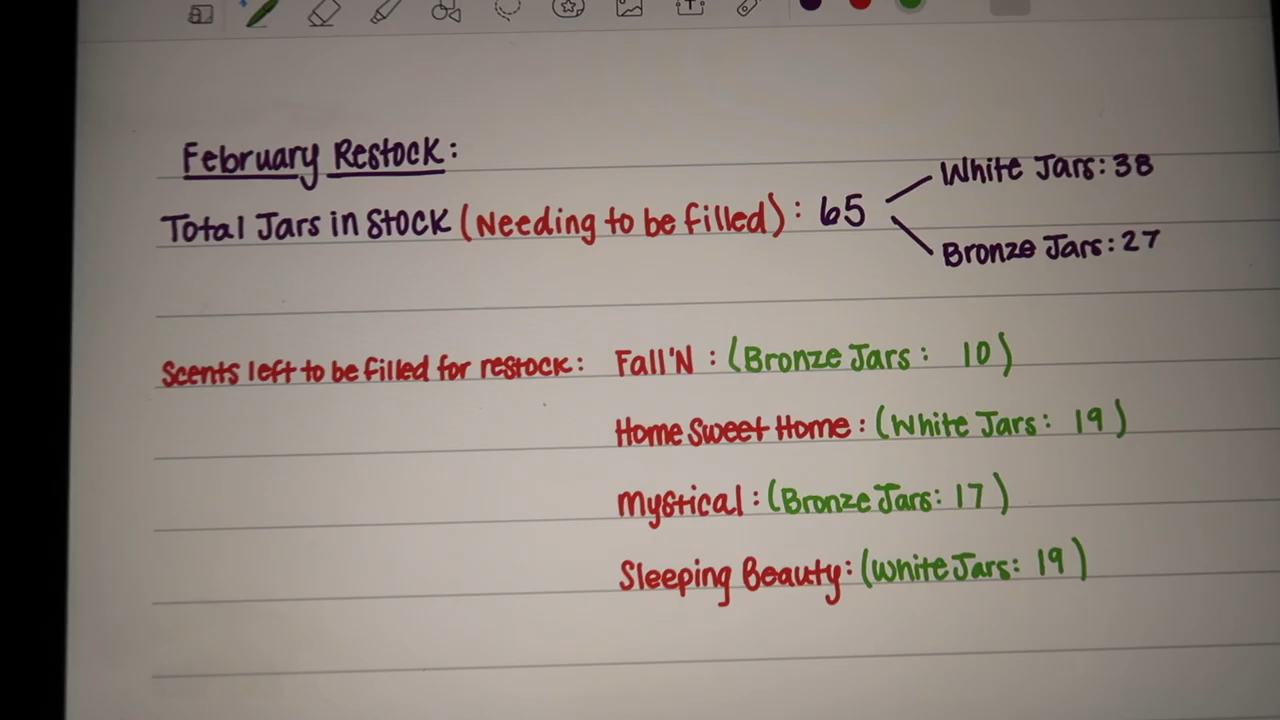 February Restock:
White Jars: 38
Total Jars in Stock (Needing to be filled): 65
Bronze Jars: 27
Scents left to be filled for restock: Fall'N: (Bronze Jars: 10)
Home Sweet Home: (White Jars: 19)
Mystical: (Bronze Jars: 17)
Sleeping Beauty: (White Jars: 19)